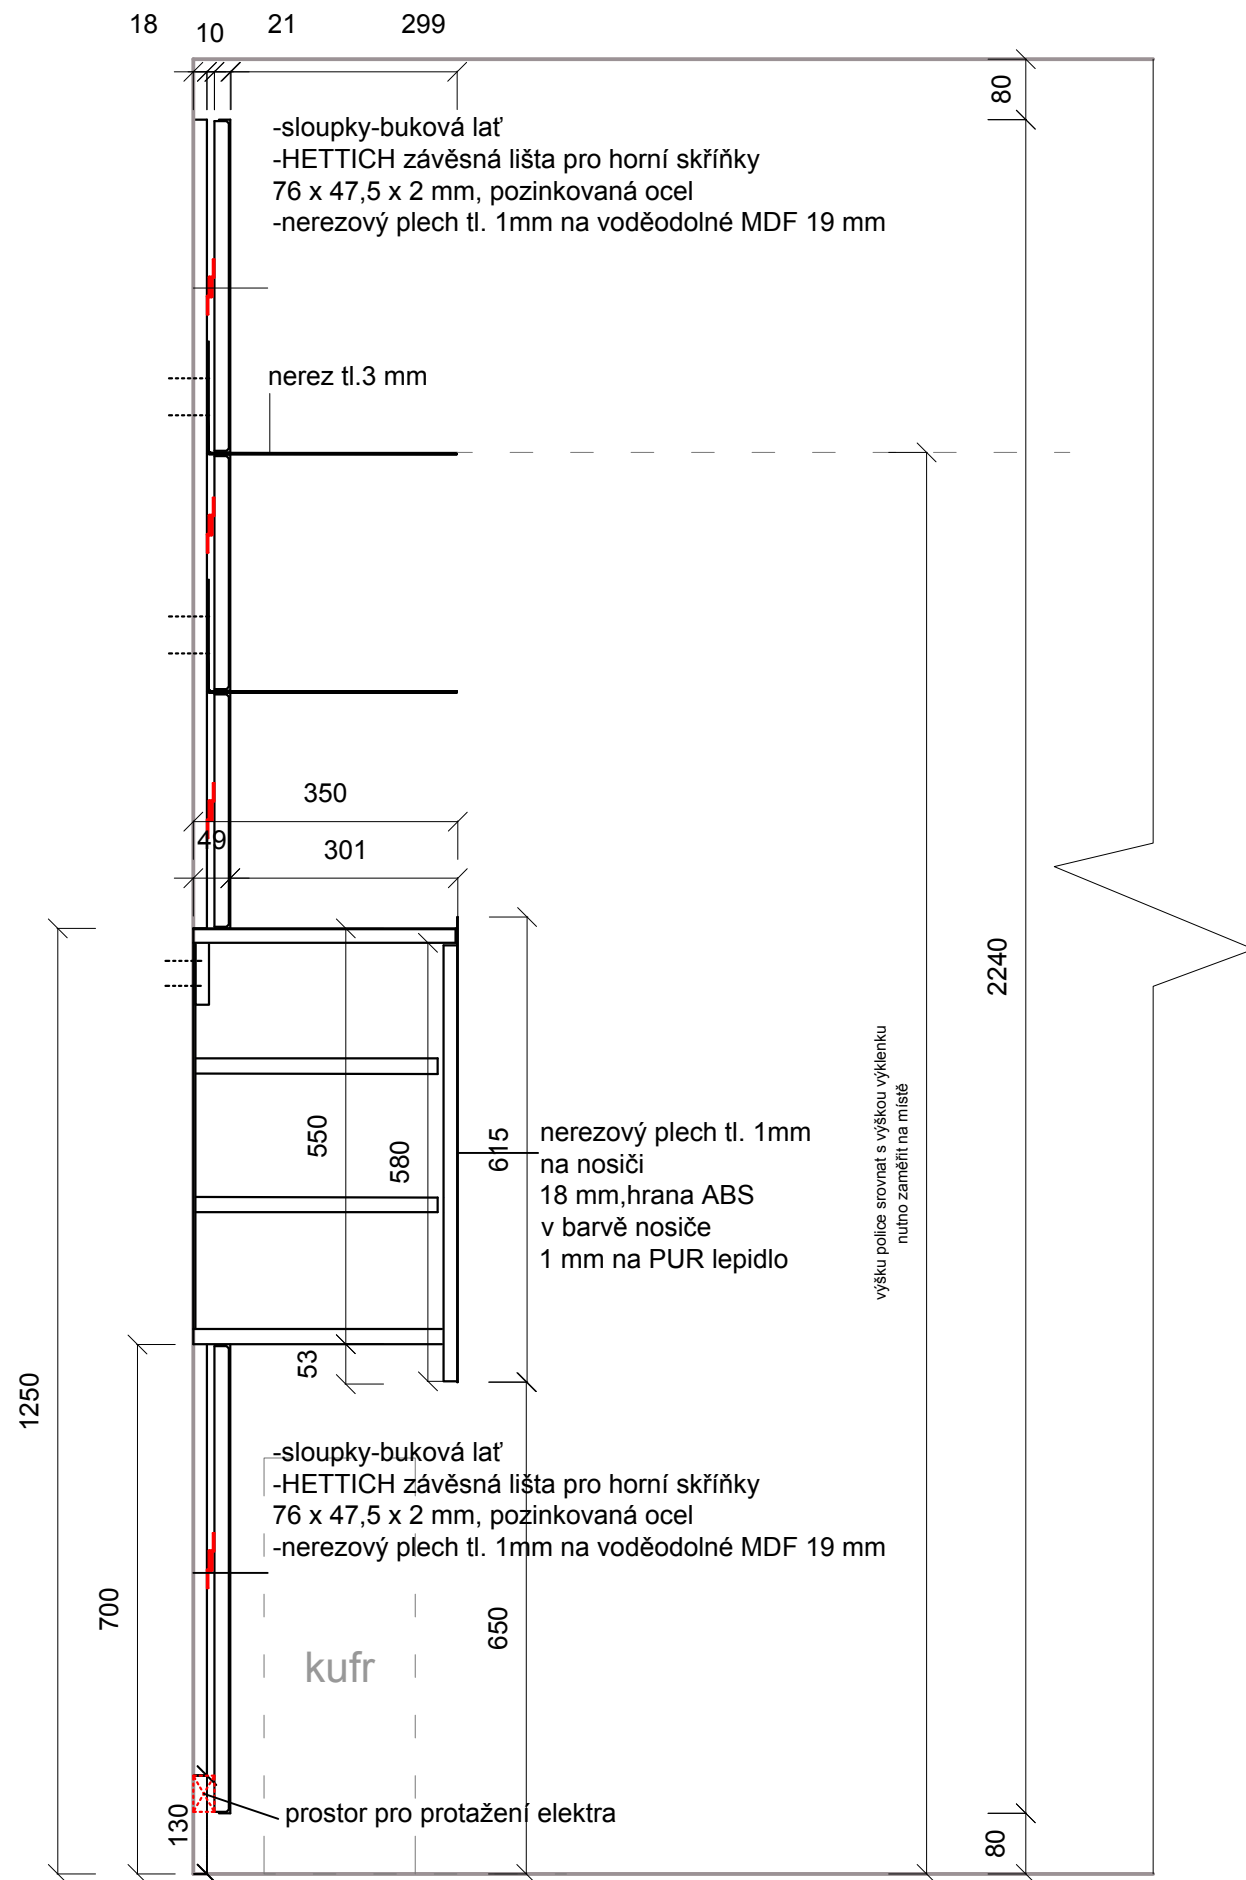 18 10 21 299
80
-sloupky-buková lať
-HETTICH závěsná lišta pro horní skříňky
76 x 47,5 x 2 mm, pozinkovaná ocel
-nerezový plech tl. 1mm na voděodolné MDF 19 mm
nerez tl.3 mm
350
49
301
2240
výšku police srovnat s výškou výklenku
nutno zaměřit na místě
550
580
615
nerezový plech tl. 1mm
na nosiči
18 mm,hrana ABS
v barvě nosiče
1 mm na PUR lepidlo
53
1250
-sloupky-buková lať
-HETTICH závěsná lišta pro horní skříňky
76 x 47,5 x 2 mm, pozinkovaná ocel
-nerezový plech tl. 1mm na voděodolné MDF 19 mm
700
650
kufr
prostor pro protažení elektra
130
80